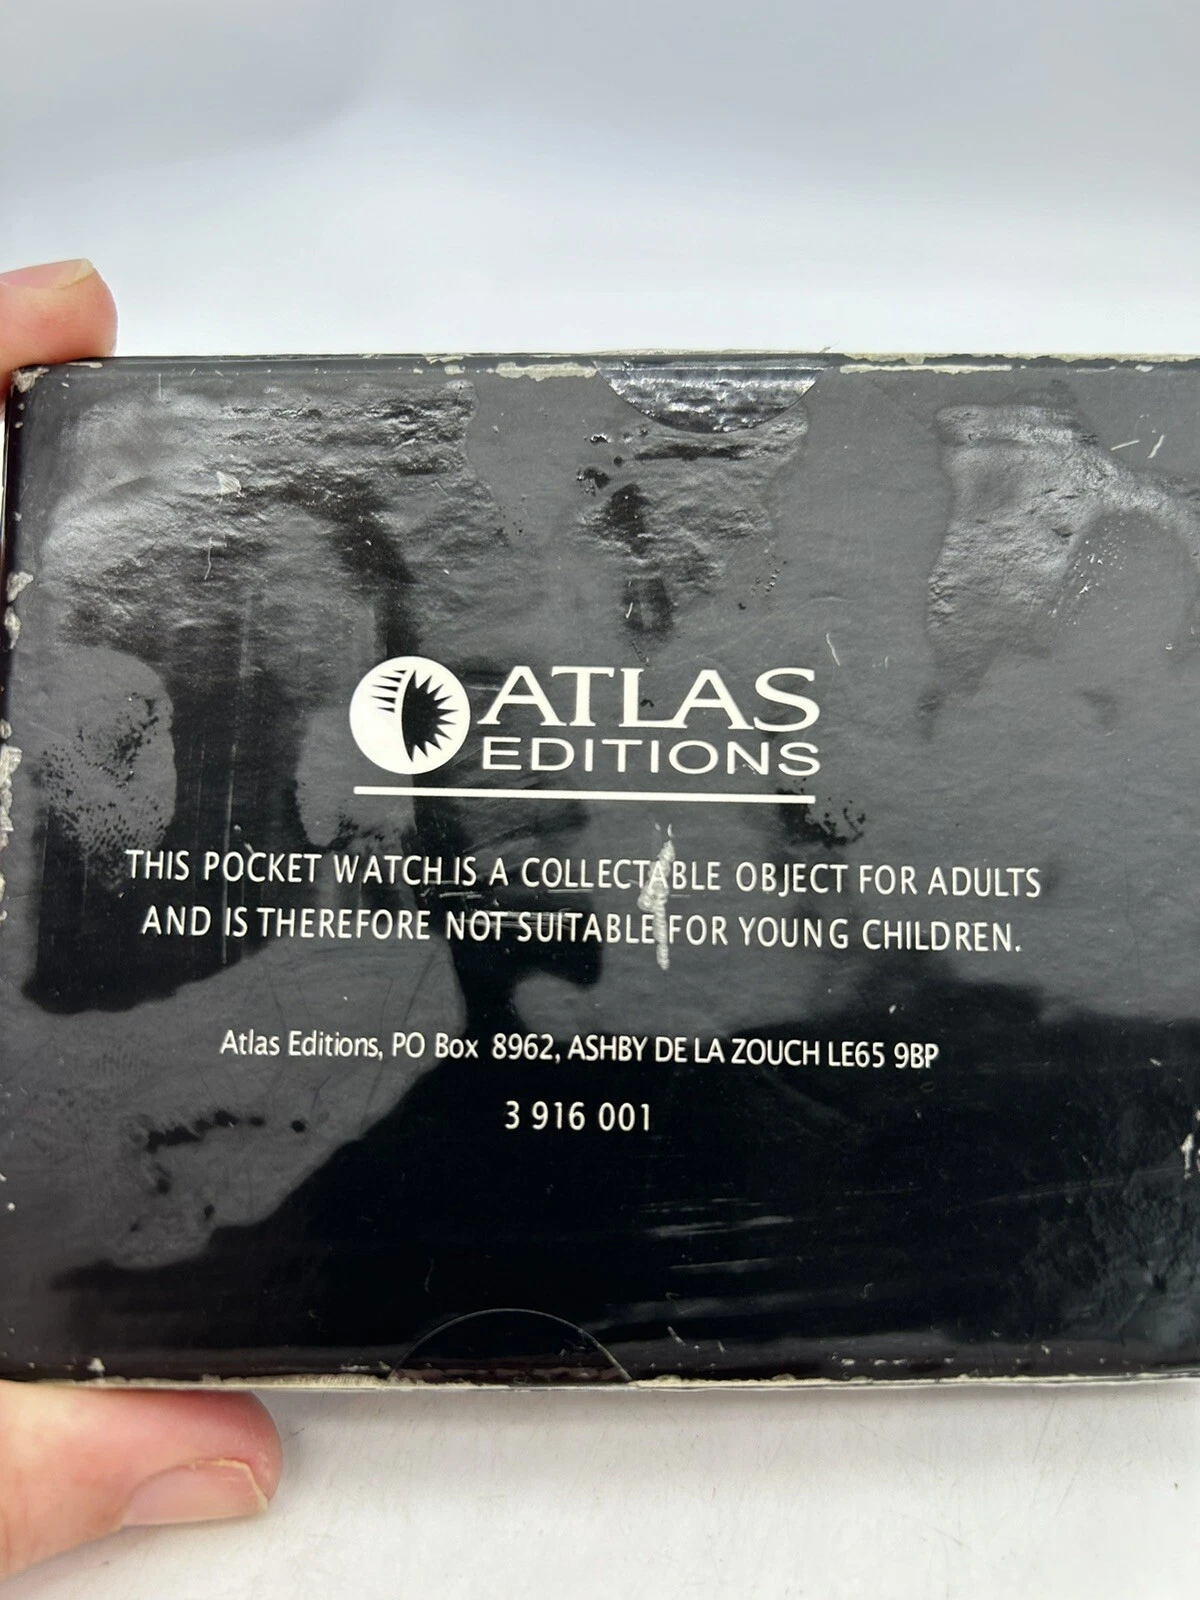 ATLAS
EDITIONS
THIS POCKET WATCH IS A COLLECTABLE OBJECT FOR ADULTS
AND IS THEREFORE NOT SUITABLE FOR YOUNG CHILDREN.
Atlas Editions, PO Box 8962, ASHBY DE LA ZOUCH LE65 9BP
3 916 001